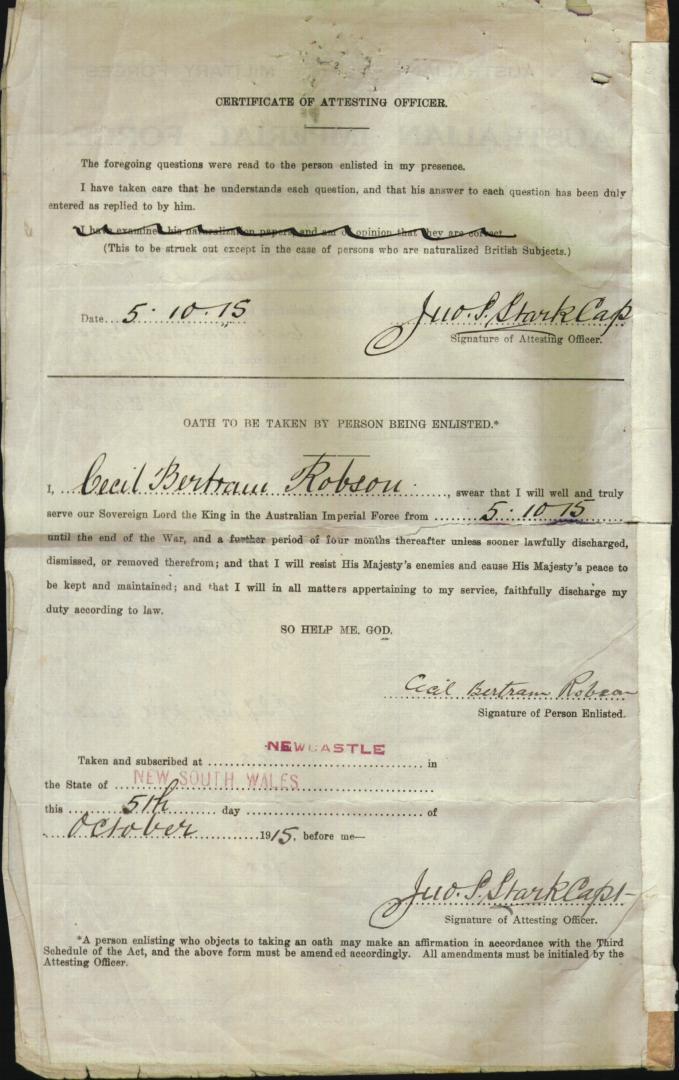 CERTIFICATE OF ATTESTING OFFICER.
The foregoing questions were read to the person enlisted in my presence.
I have taken care that he understands each question, and that his answer to each question has been duly
entered as replied to by him.
I have examined his naturalization papers and am of opinion that they are correct.
(This to be struck out except in the case of persons who are naturalized British Subjects.)
Date 5.10.15 Jno. S. Stark Cap
Signature of Attesting Officer.
OATH TO BE TAKEN BY PERSON BEING ENLISTED.*
I, Cecil Bertram Robson, swear that I will well and truly
serve our Sovereign Lord the King in the Australian Imperial Force from 5.10.15
until the end of the War, and a further period of four months thereafter unless sooner lawfully discharged,
dismissed, or removed therefrom; and that I will resist His Majesty's enemies and cause His Majesty's peace to
be kept and maintained; and that I will in all matters appertaining to my service, faithfully discharge my
duty according to law.
SO HELP ME, GOD.
Cecil Bertram Robson
Signature of Person Enlisted.
Taken and subscribed at NEWCASTLE in
the State of NEW SOUTH WALES
this 5th day of
October 1915, before me—
Jno. S. Stark Capt
Signature of Attesting Officer.
*A person enlisting who objects to taking an oath may make an affirmation in accordance with the Third
Schedule of the Act, and the above form must be amended accordingly. All amendments must be initialed by the
Attesting Officer.